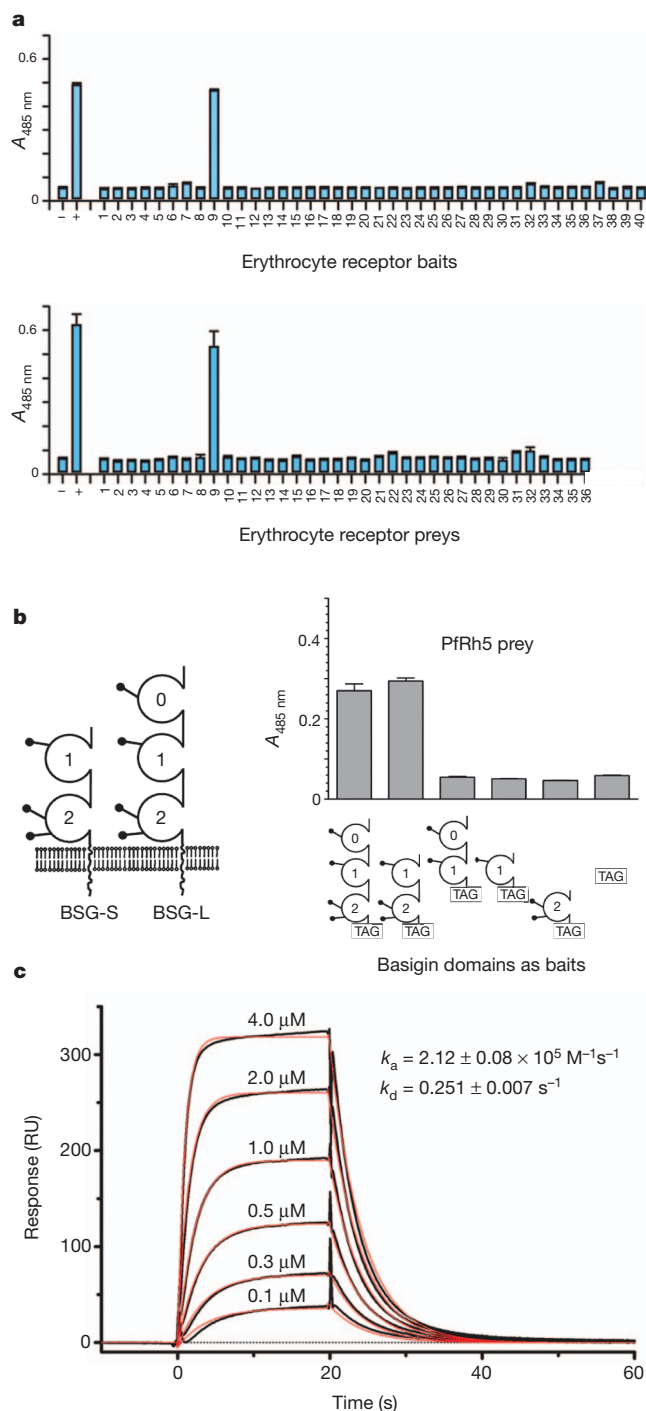 a
0.6
A485 nm
0
– + 1 2 3 4 5 6 7 8 9 10 11 12 13 14 15 16 17 18 19 20 21 22 23 24 25 26 27 28 29 30 31 32 33 34 35 36 37 38 39 40
Erythrocyte receptor baits
0.6
A485 nm
0
– + 1 2 3 4 5 6 7 8 9 10 11 12 13 14 15 16 17 18 19 20 21 22 23 24 25 26 27 28 29 30 31 32 33 34 35 36
Erythrocyte receptor preys
b
0
1 1
2 2
BSG-S BSG-L
PfRh5 prey
0.4
0.2
0
A485 nm
0 0
1 1 1 1 TAG
2 2 TAG TAG 2
TAG TAG TAG
Basigin domains as baits
c
4.0 μM
2.0 μM
1.0 μM
0.5 μM
0.3 μM
0.1 μM
ka = 2.12 ± 0.08 × 10⁵ M⁻¹s⁻¹
kd = 0.251 ± 0.007 s⁻¹
300
200
100
0
Response (RU)
0 20 40 60
Time (s)